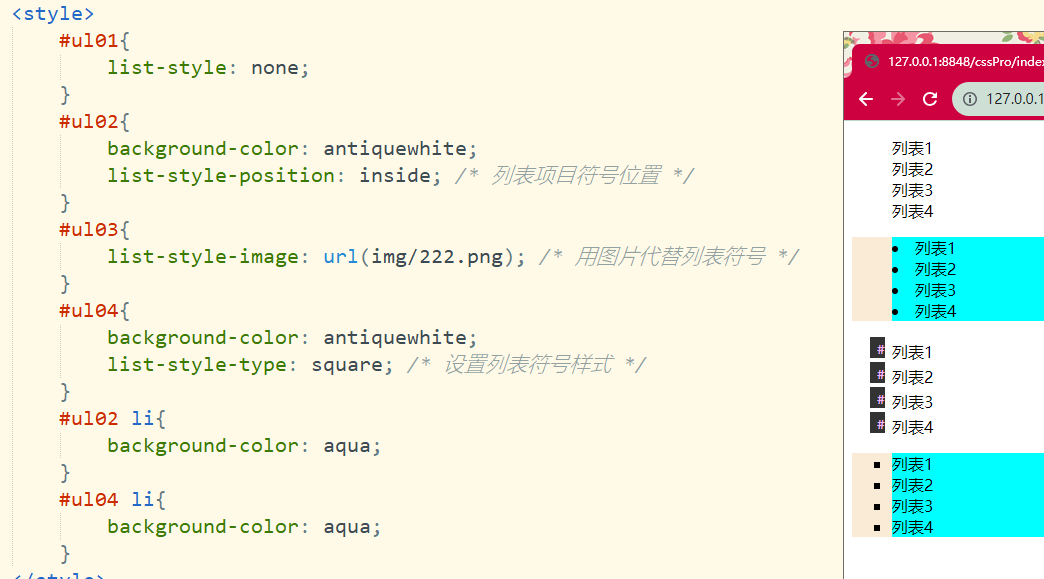 <style>
#ul01{
list-style: none;
}
#ul02{
background-color: antiquewhite;
list-style-position: inside; /* 列表项目符号位置 */
}
#ul03{
list-style-image: url(img/222.png); /* 用图片代替列表符号 */
}
#ul04{
background-color: antiquewhite;
list-style-type: square; /* 设置列表符号样式 */
}
#ul02 li{
background-color: aqua;
}
#ul04 li{
background-color: aqua;
}
</style>
127.0.0.1:8848/cssPro/inde
127.0.0.1
列表1
列表2
列表3
列表4
列表1
列表2
列表3
列表4
# 列表1
# 列表2
# 列表3
# 列表4
列表1
列表2
列表3
列表4